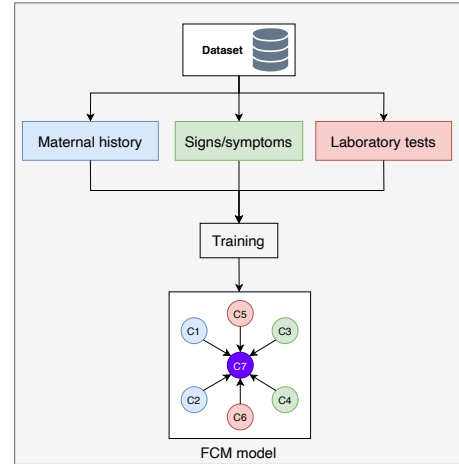 Dataset
Maternal history
Signs/symptoms
Laboratory tests
Training
C5
C1
C3
C7
C2
C4
C6
FCM model